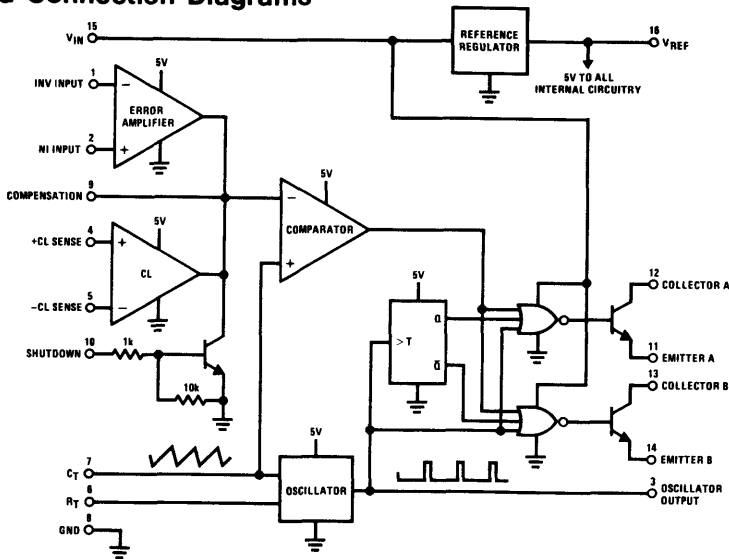 d Connection Diagrams
15
VIN
REFERENCE
REGULATOR
16
VREF
5V TO ALL
INTERNAL CIRCUITRY
1
INV INPUT
5V
−
ERROR
AMPLIFIER
2
NI INPUT
+
9
COMPENSATION
5V
−
COMPARATOR
+
4
+CL SENSE
5V
+
CL
5
−CL SENSE
−
10
SHUTDOWN
1k
10k
5V
Q
> T
Q̅
12
COLLECTOR A
11
EMITTER A
13
COLLECTOR B
14
EMITTER B
7
CT
6
RT
8
GND
5V
OSCILLATOR
3
OSCILLATOR
OUTPUT